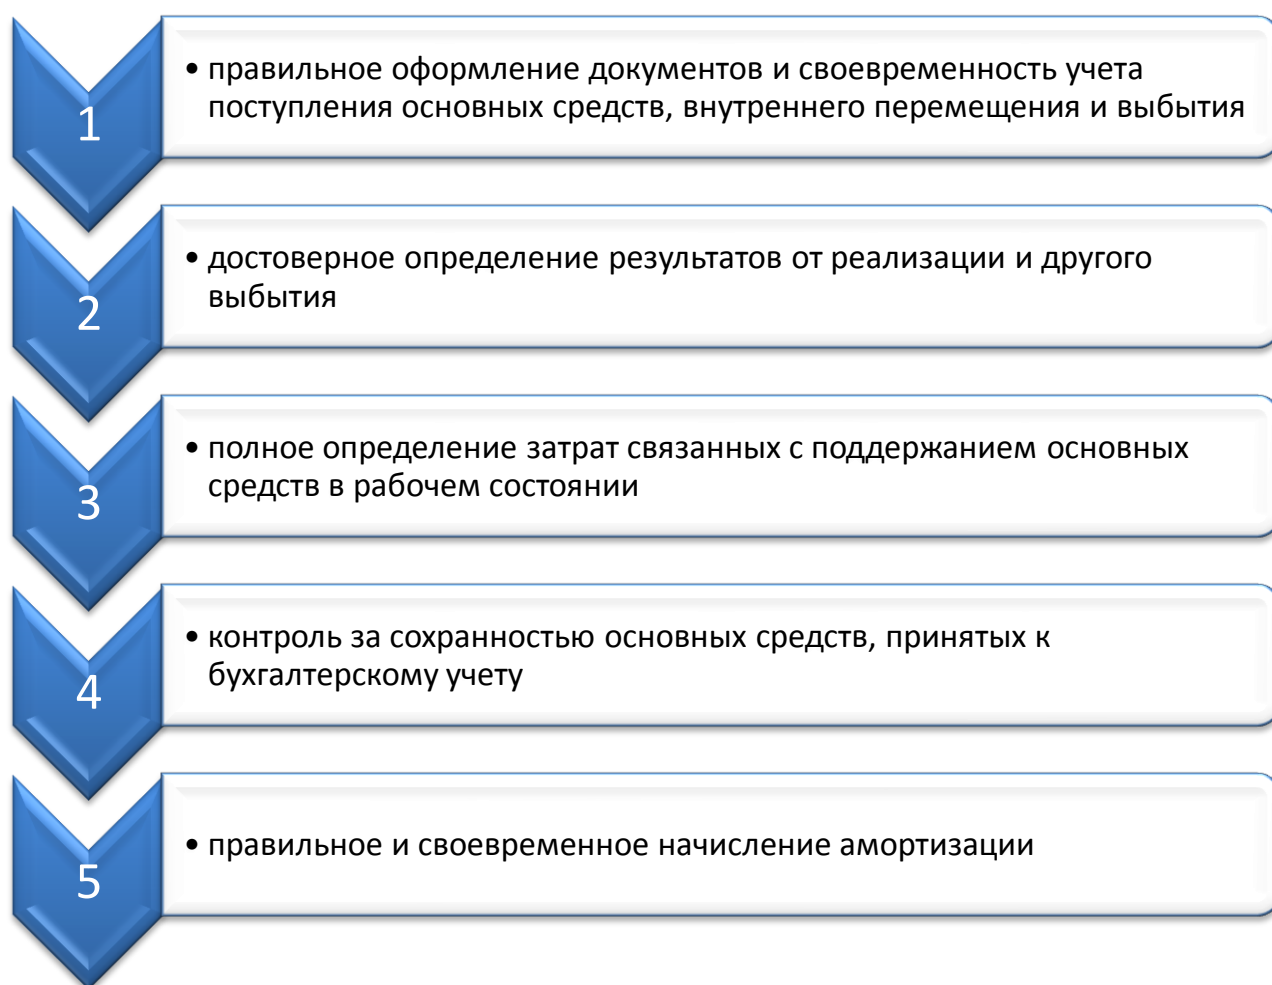 1
• правильное оформление документов и своевременность учета
поступления основных средств, внутреннего перемещения и выбытия
2
• достоверное определение результатов от реализации и другого
выбытия
3
• полное определение затрат связанных с поддержанием основных
средств в рабочем состоянии
4
• контроль за сохранностью основных средств, принятых к
бухгалтерскому учету
5
• правильное и своевременное начисление амортизации